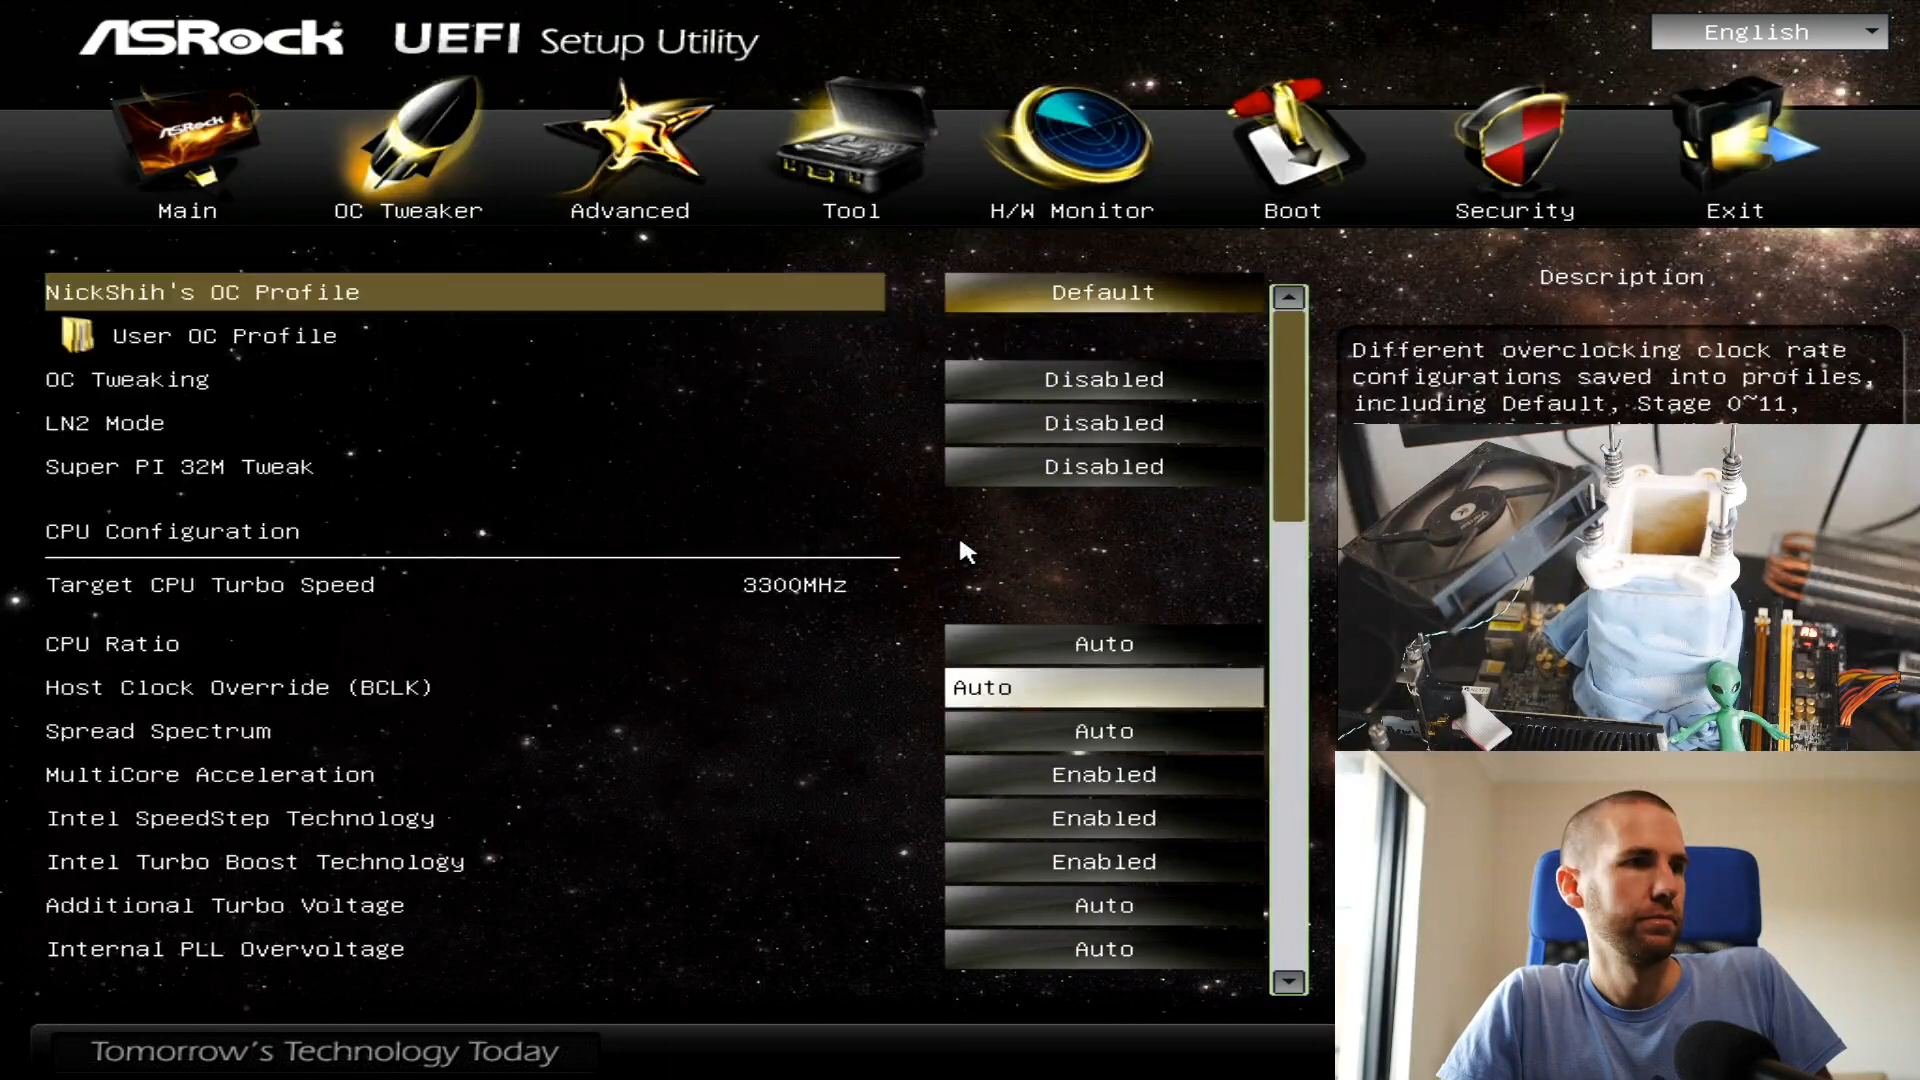 ASRock UEFI Setup Utility
English
ASRock
Main
OC Tweaker
Advanced
Tool
H/W Monitor
Boot
Security
Exit
NickShih's OC Profile
Default
User OC Profile
OC Tweaking
Disabled
LN2 Mode
Disabled
Super PI 32M Tweak
Disabled
CPU Configuration
Target CPU Turbo Speed
3300MHz
CPU Ratio
Auto
Host Clock Override (BCLK)
Auto
Spread Spectrum
Auto
MultiCore Acceleration
Enabled
Intel SpeedStep Technology
Enabled
Intel Turbo Boost Technology
Enabled
Additional Turbo Voltage
Auto
Internal PLL Overvoltage
Auto
Description
Different overclocking clock rate
configurations saved into profiles,
including Default, Stage 0~11,
Tomorrow's Technology Today